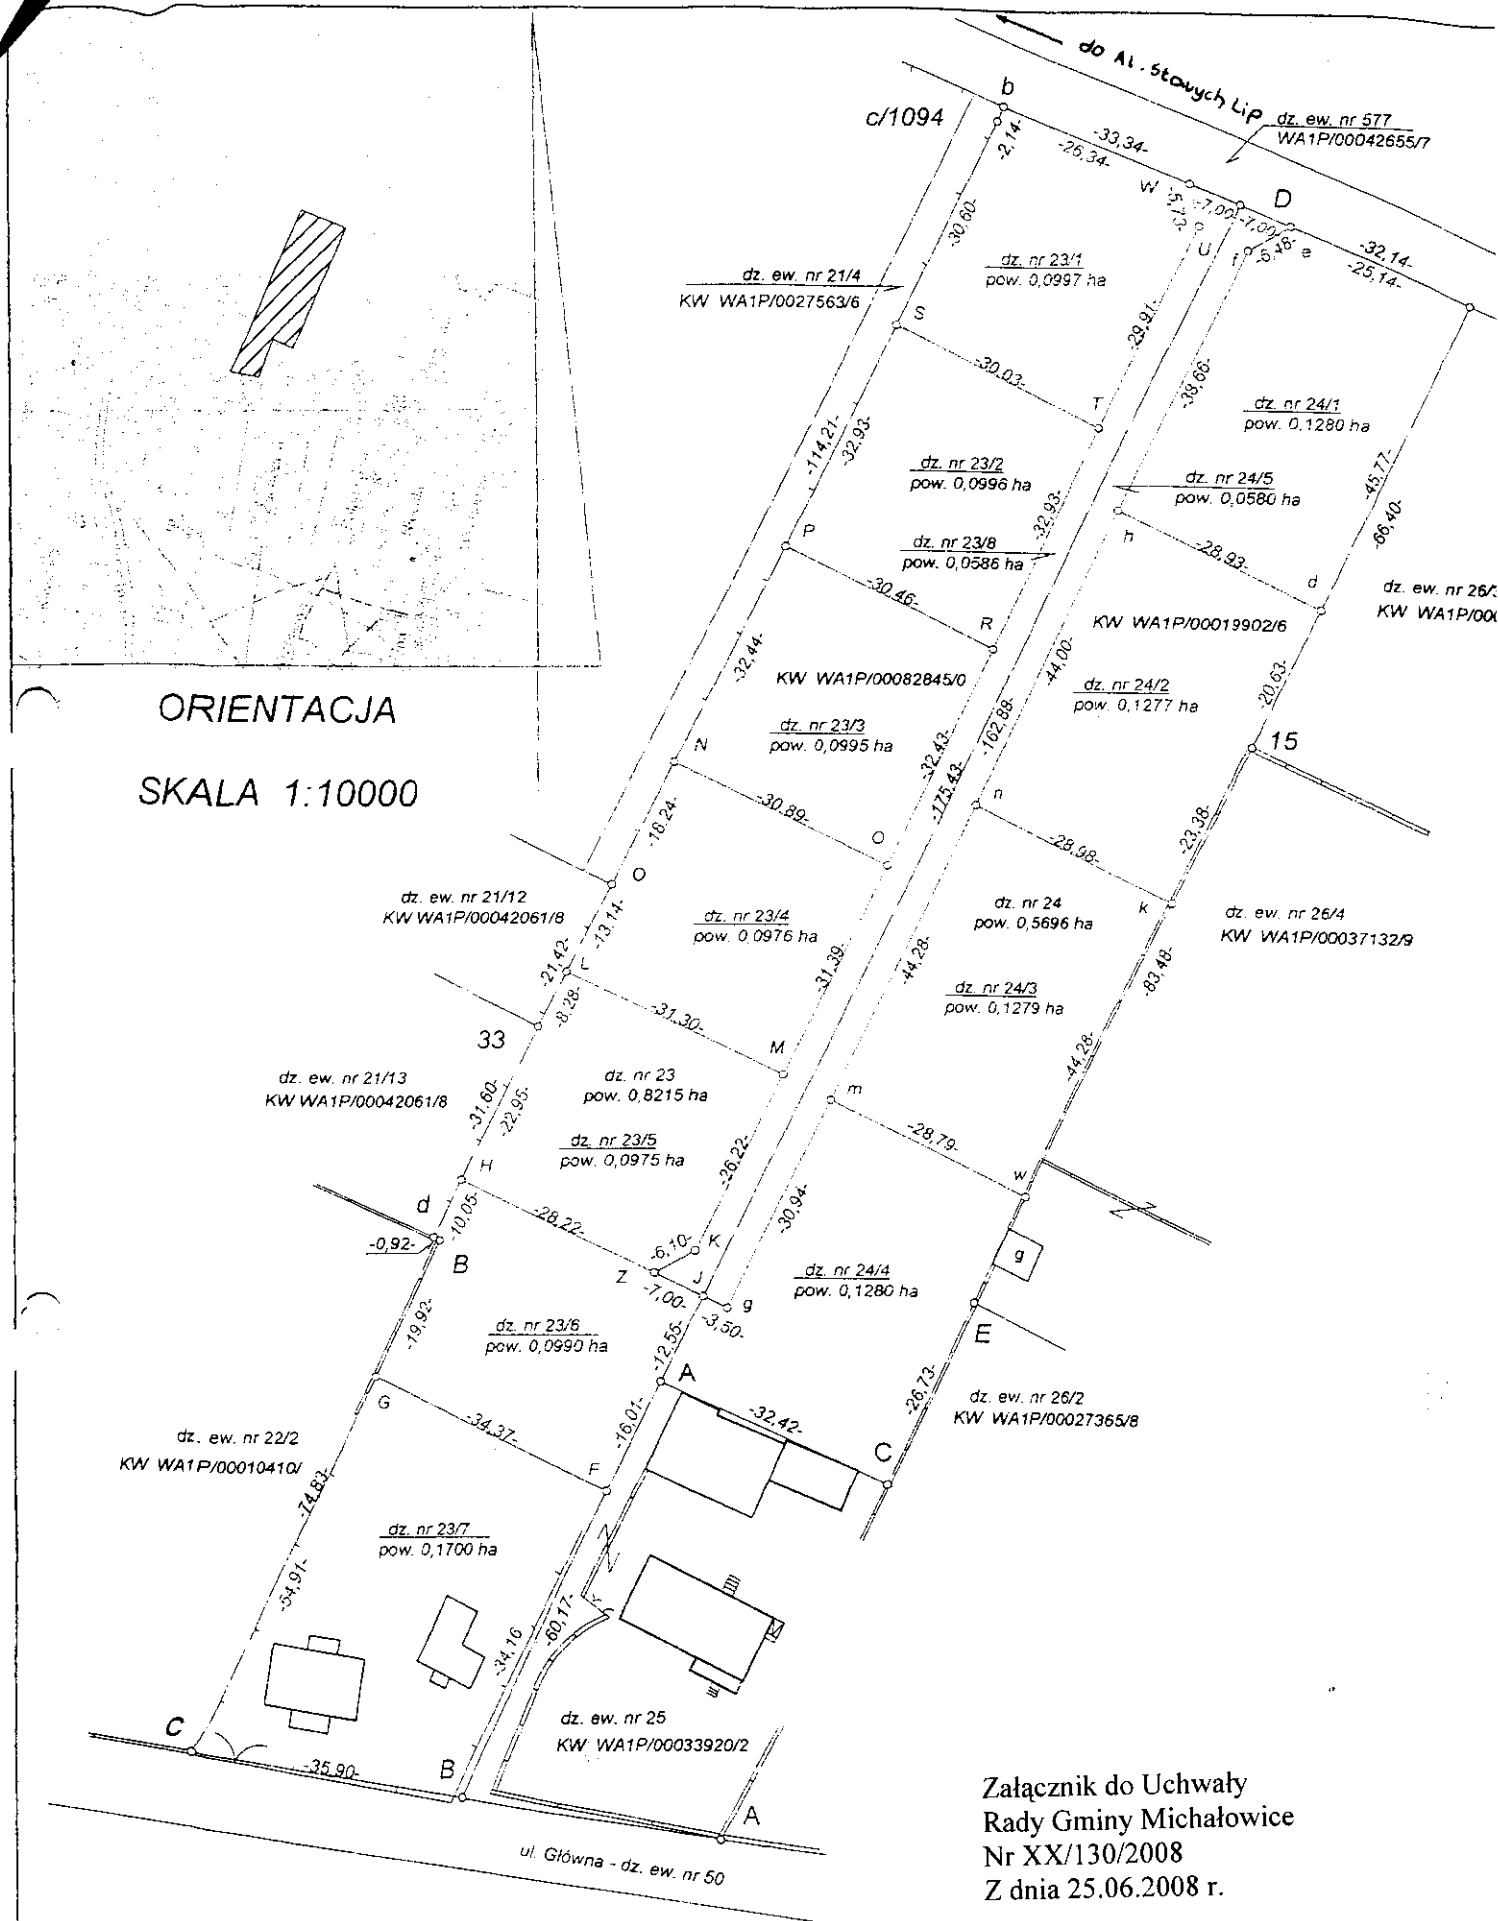 do Al. Starych Lip
b
c/1094
dz. ew. nr 577
WA1P/00042655/7
-2,14-
-33,34-
-26,34-
W
-5,73-
-7,00-
D
-7,00-
U
f
-6,48-
e
-32,14-
-25,14-
-30,60-
dz. nr 23/1
pow. 0,0997 ha
dz. ew. nr 21/4
KW WA1P/0027563/6
S
-29,91-
-30,03-
-38,66-
T
dz. nr 24/1
pow. 0,1280 ha
-114,21-
-32,93-
dz. nr 23/2
pow. 0,0996 ha
dz. nr 24/5
pow. 0,0580 ha
-45,77-
-66,40-
-32,93-
P
dz. nr 23/8
pow. 0,0586 ha
h
-28,93-
d
dz. ew. nr 26/3
KW WA1P/000
-30,46-
R
KW WA1P/00019902/6
-32,44-
KW WA1P/00082845/0
-44,00-
dz. nr 24/2
pow. 0,1277 ha
-20,63-
ORIENTACJA
dz. nr 23/3
pow. 0,0995 ha
-162,88-
15
N
-32,43-
-175,43-
SKALA 1:10000
-18,24-
-30,89-
n
-23,38-
O
-28,98-
O
dz. ew. nr 21/12
KW WA1P/00042061/8
-13,14-
dz. nr 23/4
pow. 0,0976 ha
dz. nr 24
pow. 0,5696 ha
k
dz. ew. nr 26/4
KW WA1P/00037132/9
-21,42-
-31,39-
-44,28-
-83,48-
-8,28-
-31,30-
dz. nr 24/3
pow. 0,1279 ha
33
M
-44,28-
dz. ew. nr 21/13
KW WA1P/00042061/8
dz. nr 23
pow. 0,8215 ha
-31,60-
-22,95-
m
-28,79-
dz. nr 23/5
pow. 0,0975 ha
H
-26,22-
w
d
-10,05-
-28,22-
-30,94-
-0,92-
B
-6,10-
K
g
Z
J
dz. nr 24/4
pow. 0,1280 ha
-7,00-
g
-3,50-
-19,92-
dz. nr 23/6
pow. 0,0990 ha
-12,55-
E
A
G
-26,73-
dz. ew. nr 26/2
KW WA1P/00027365/8
-34,37-
-16,01-
-32,42-
dz. ew. nr 22/2
KW WA1P/00010410/
C
F
-74,83-
dz. nr 23/7
pow. 0,1700 ha
-54,91-
-60,17-
-34,16
dz. ew. nr 25
KW WA1P/00033920/2
C
-35,90-
B
A
ul. Główna - dz. ew. nr 50
Załącznik do Uchwały
Rady Gminy Michałowice
Nr XX/130/2008
Z dnia 25.06.2008 r.